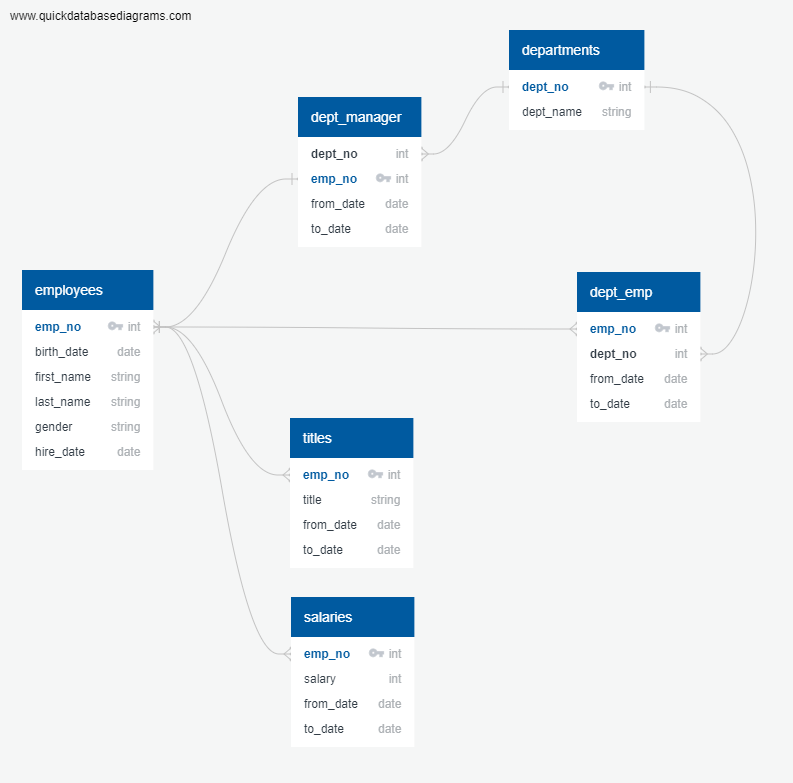 www.quickdatabasediagrams.com
departments
dept_no int
dept_name string
dept_manager
dept_no int
emp_no int
from_date date
to_date date
employees
emp_no int
birth_date date
first_name string
last_name string
gender string
hire_date date
dept_emp
emp_no int
dept_no int
from_date date
to_date date
titles
emp_no int
title string
from_date date
to_date date
salaries
emp_no int
salary int
from_date date
to_date date